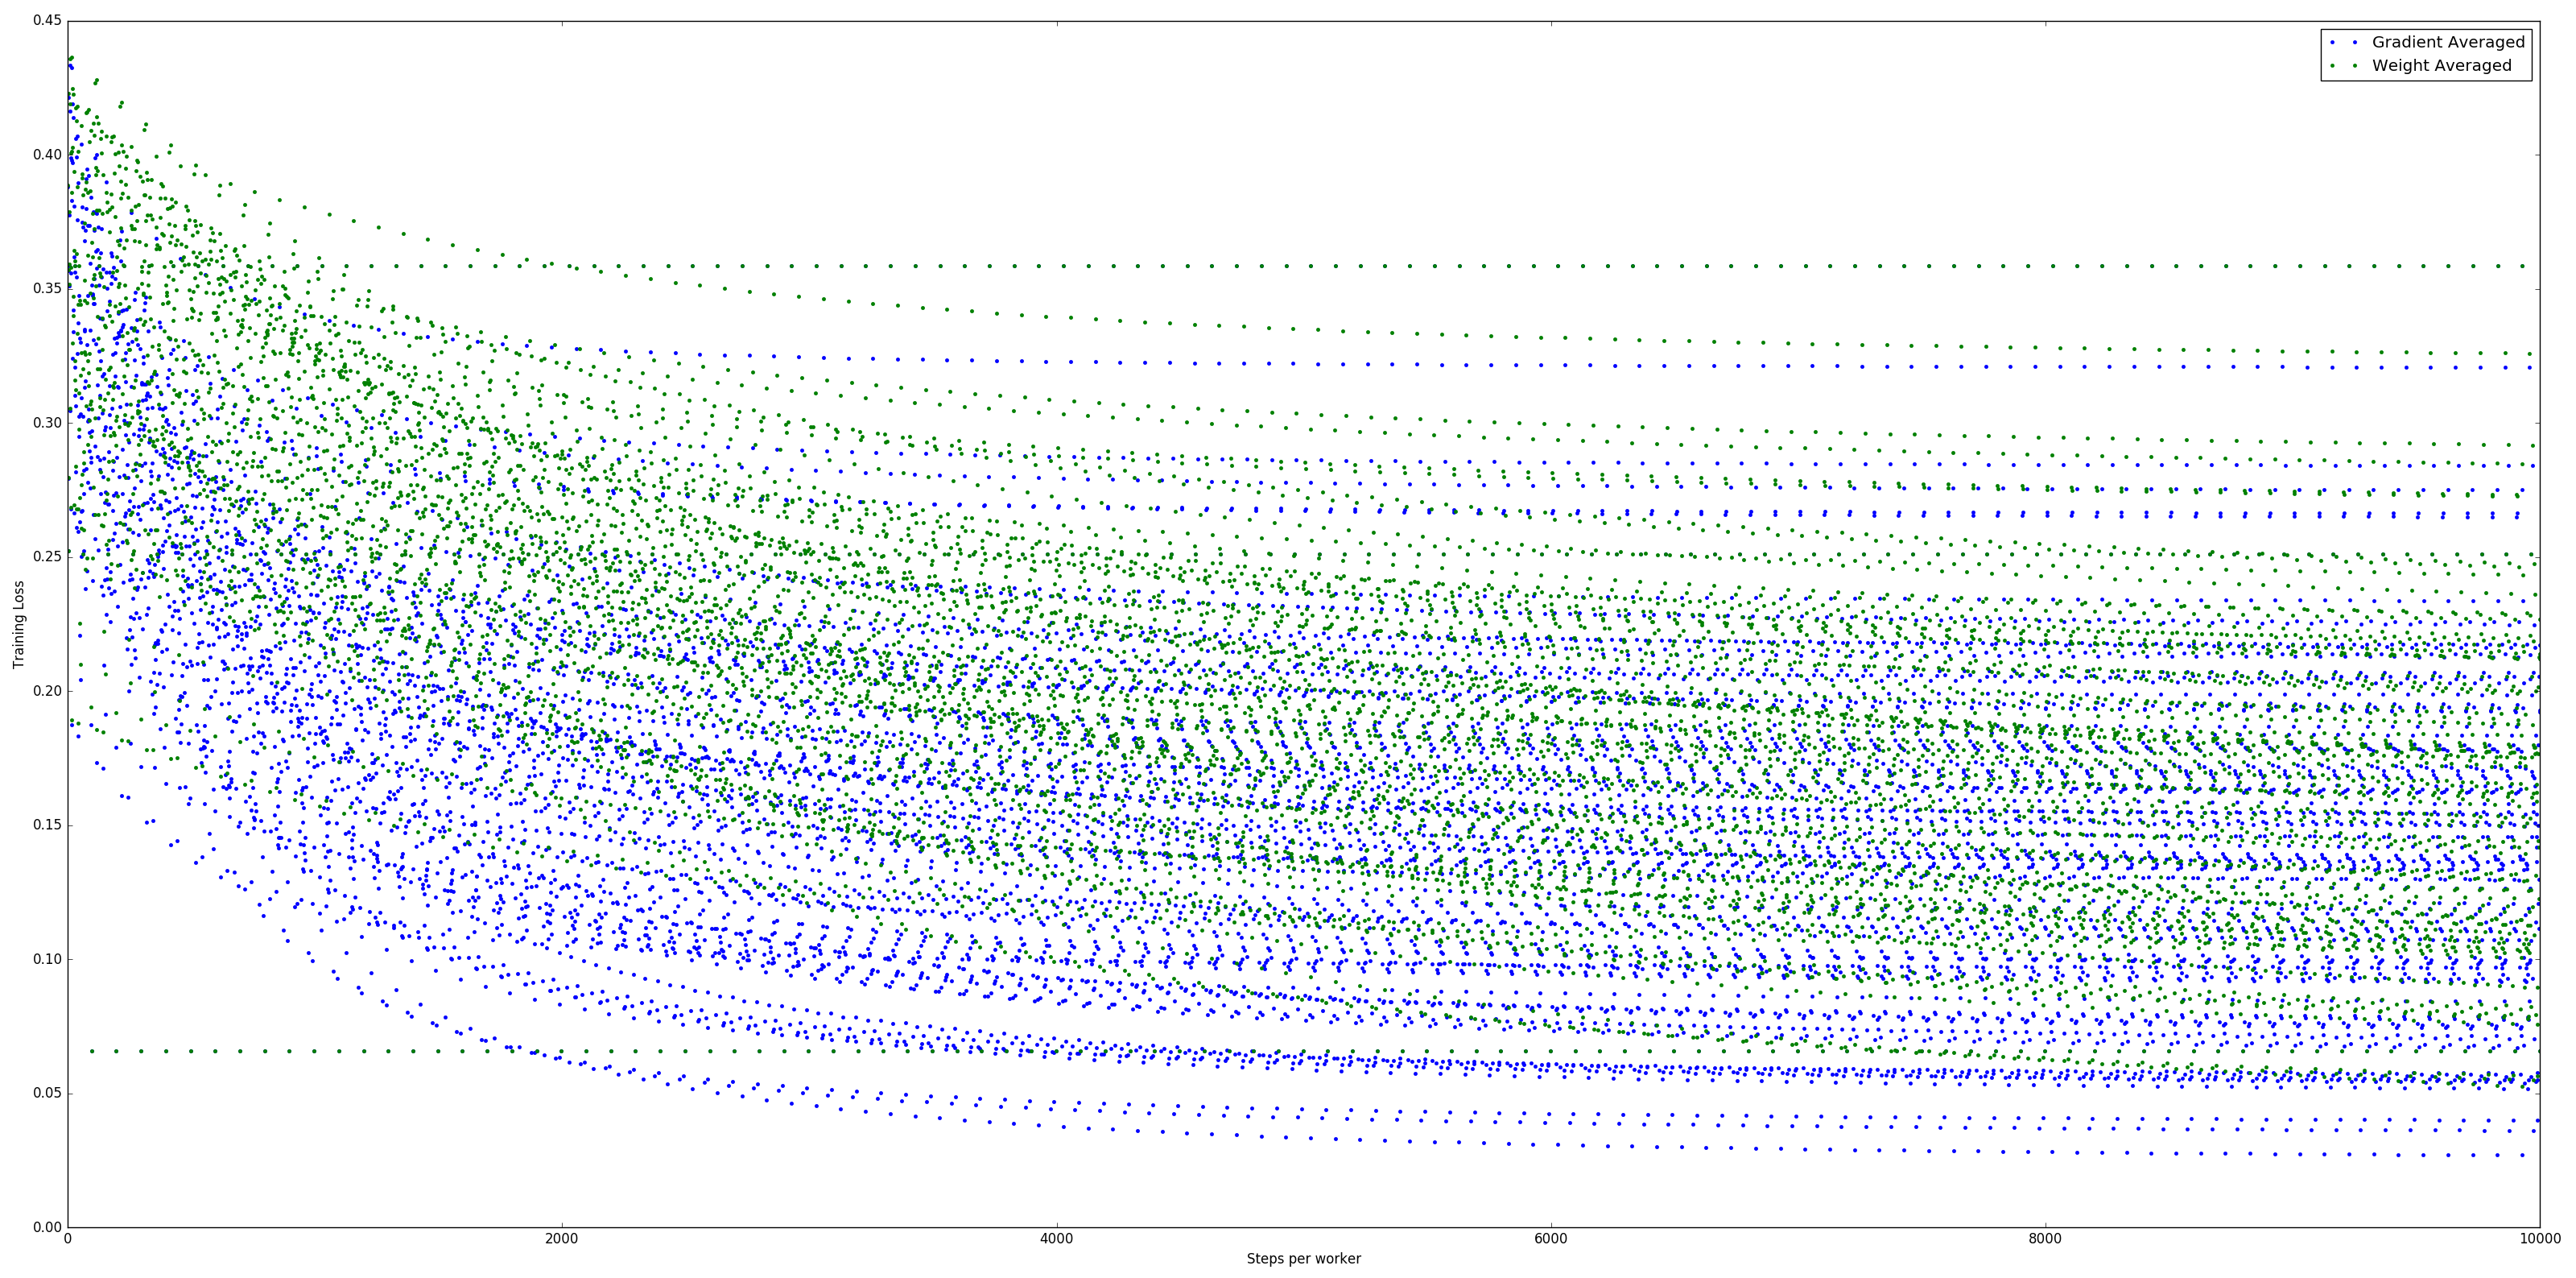 0.45
0.40
0.35
0.30
0.25
0.20
0.15
0.10
0.05
0.00
Training Loss
Gradient Averaged
Weight Averaged
0 2000 4000 6000 8000 10000
Steps per worker